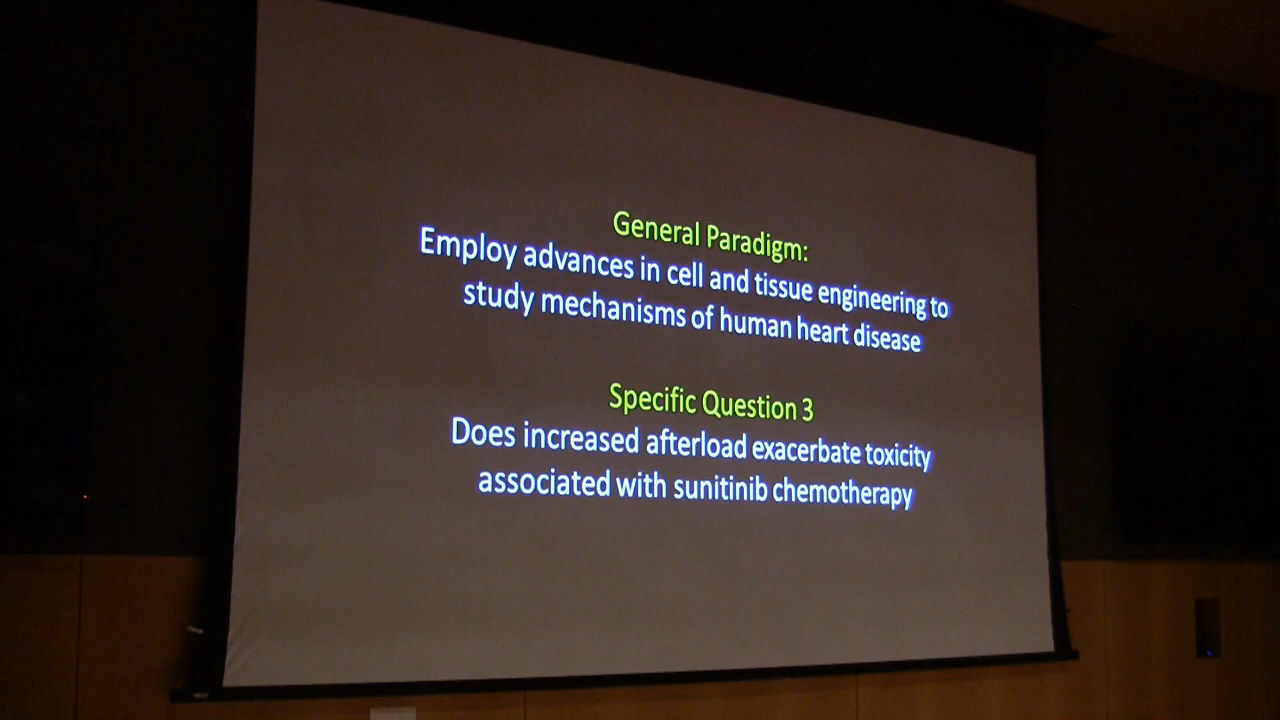 General Paradigm:
Employ advances in cell and tissue engineering to
study mechanisms of human heart disease
Specific Question 3
Does increased afterload exacerbate toxicity
associated with sunitinib chemotherapy